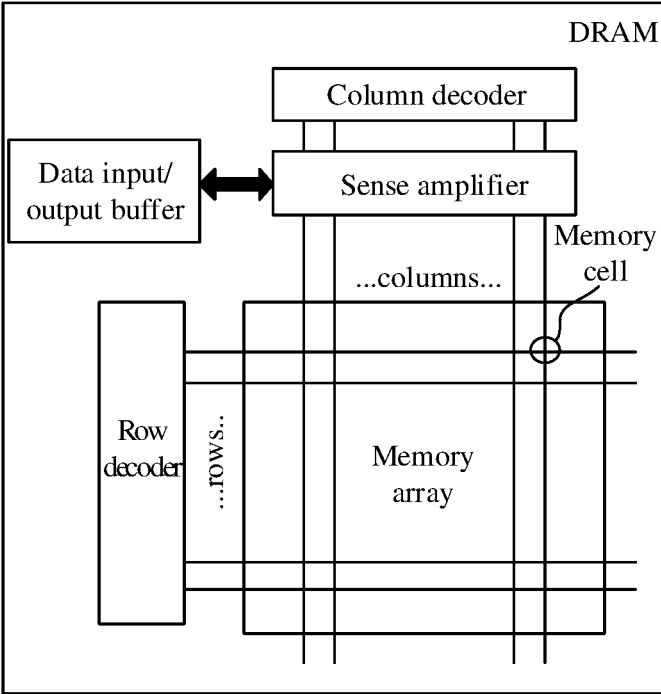 DRAM
Column decoder
Data input/
output buffer
Sense amplifier
Memory
cell
...columns...
Row
decoder
...rows..
Memory
array